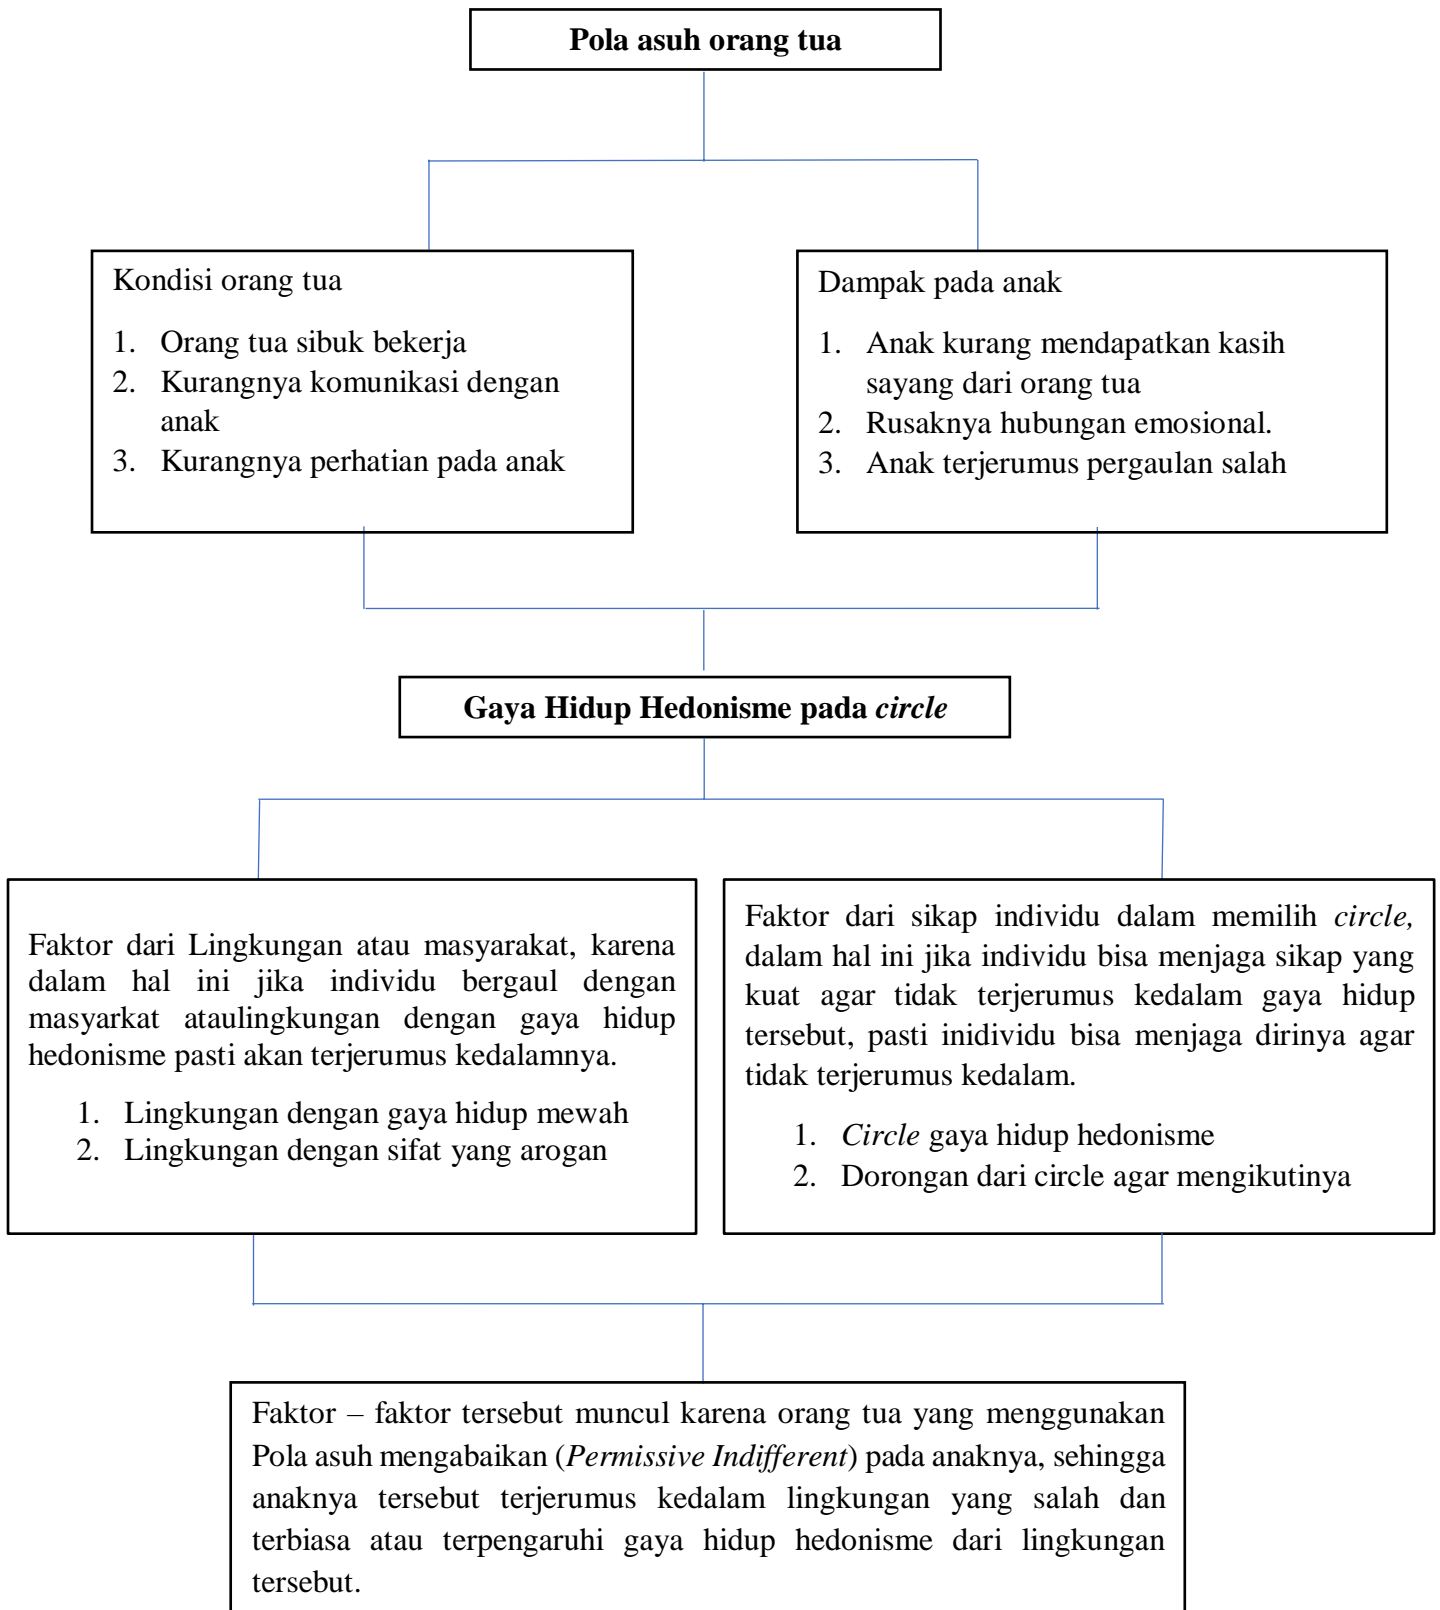 Pola asuh orang tua
Kondisi orang tua
1. Orang tua sibuk bekerja
2. Kurangnya komunikasi dengan
anak
3. Kurangnya perhatian pada anak
Dampak pada anak
1. Anak kurang mendapatkan kasih
sayang dari orang tua
2. Rusaknya hubungan emosional.
3. Anak terjerumus pergaulan salah
Gaya Hidup Hedonisme pada circle
Faktor dari Lingkungan atau masyarakat, karena
dalam hal ini jika individu bergaul dengan
masyarkat ataulingkungan dengan gaya hidup
hedonisme pasti akan terjerumus kedalamnya.
1. Lingkungan dengan gaya hidup mewah
2. Lingkungan dengan sifat yang arogan
Faktor dari sikap individu dalam memilih circle,
dalam hal ini jika individu bisa menjaga sikap yang
kuat agar tidak terjerumus kedalam gaya hidup
tersebut, pasti inidividu bisa menjaga dirinya agar
tidak terjerumus kedalam.
1. Circle gaya hidup hedonisme
2. Dorongan dari circle agar mengikutinya
Faktor – faktor tersebut muncul karena orang tua yang menggunakan
Pola asuh mengabaikan (Permissive Indifferent) pada anaknya, sehingga
anaknya tersebut terjerumus kedalam lingkungan yang salah dan
terbiasa atau terpengaruhi gaya hidup hedonisme dari lingkungan
tersebut.